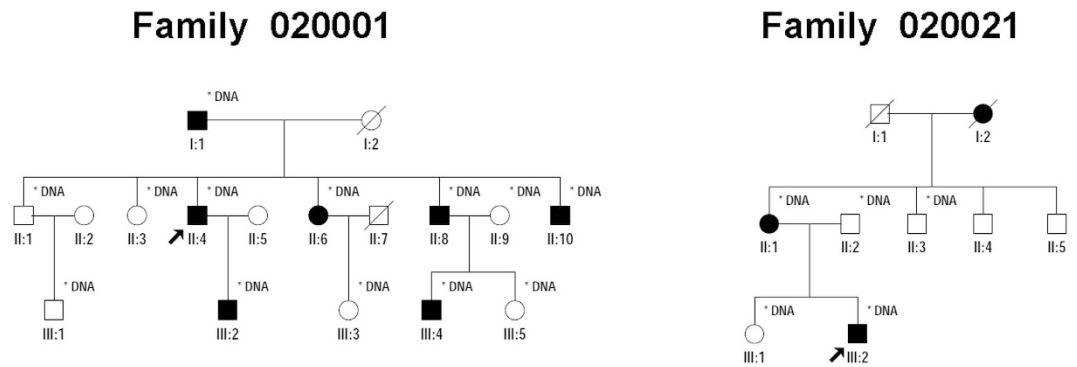 Family 020001
Family 020021
* DNA
I:1
I:2
I:1
I:2
* DNA
* DNA
* DNA
* DNA
* DNA
* DNA
* DNA
II:1
II:2
II:3
II:4
II:5
II:6
II:7
II:8
II:9
II:10
* DNA
* DNA
* DNA
II:1
II:2
II:3
II:4
II:5
* DNA
* DNA
* DNA
* DNA
* DNA
III:1
III:2
III:3
III:4
III:5
* DNA
* DNA
III:1
III:2